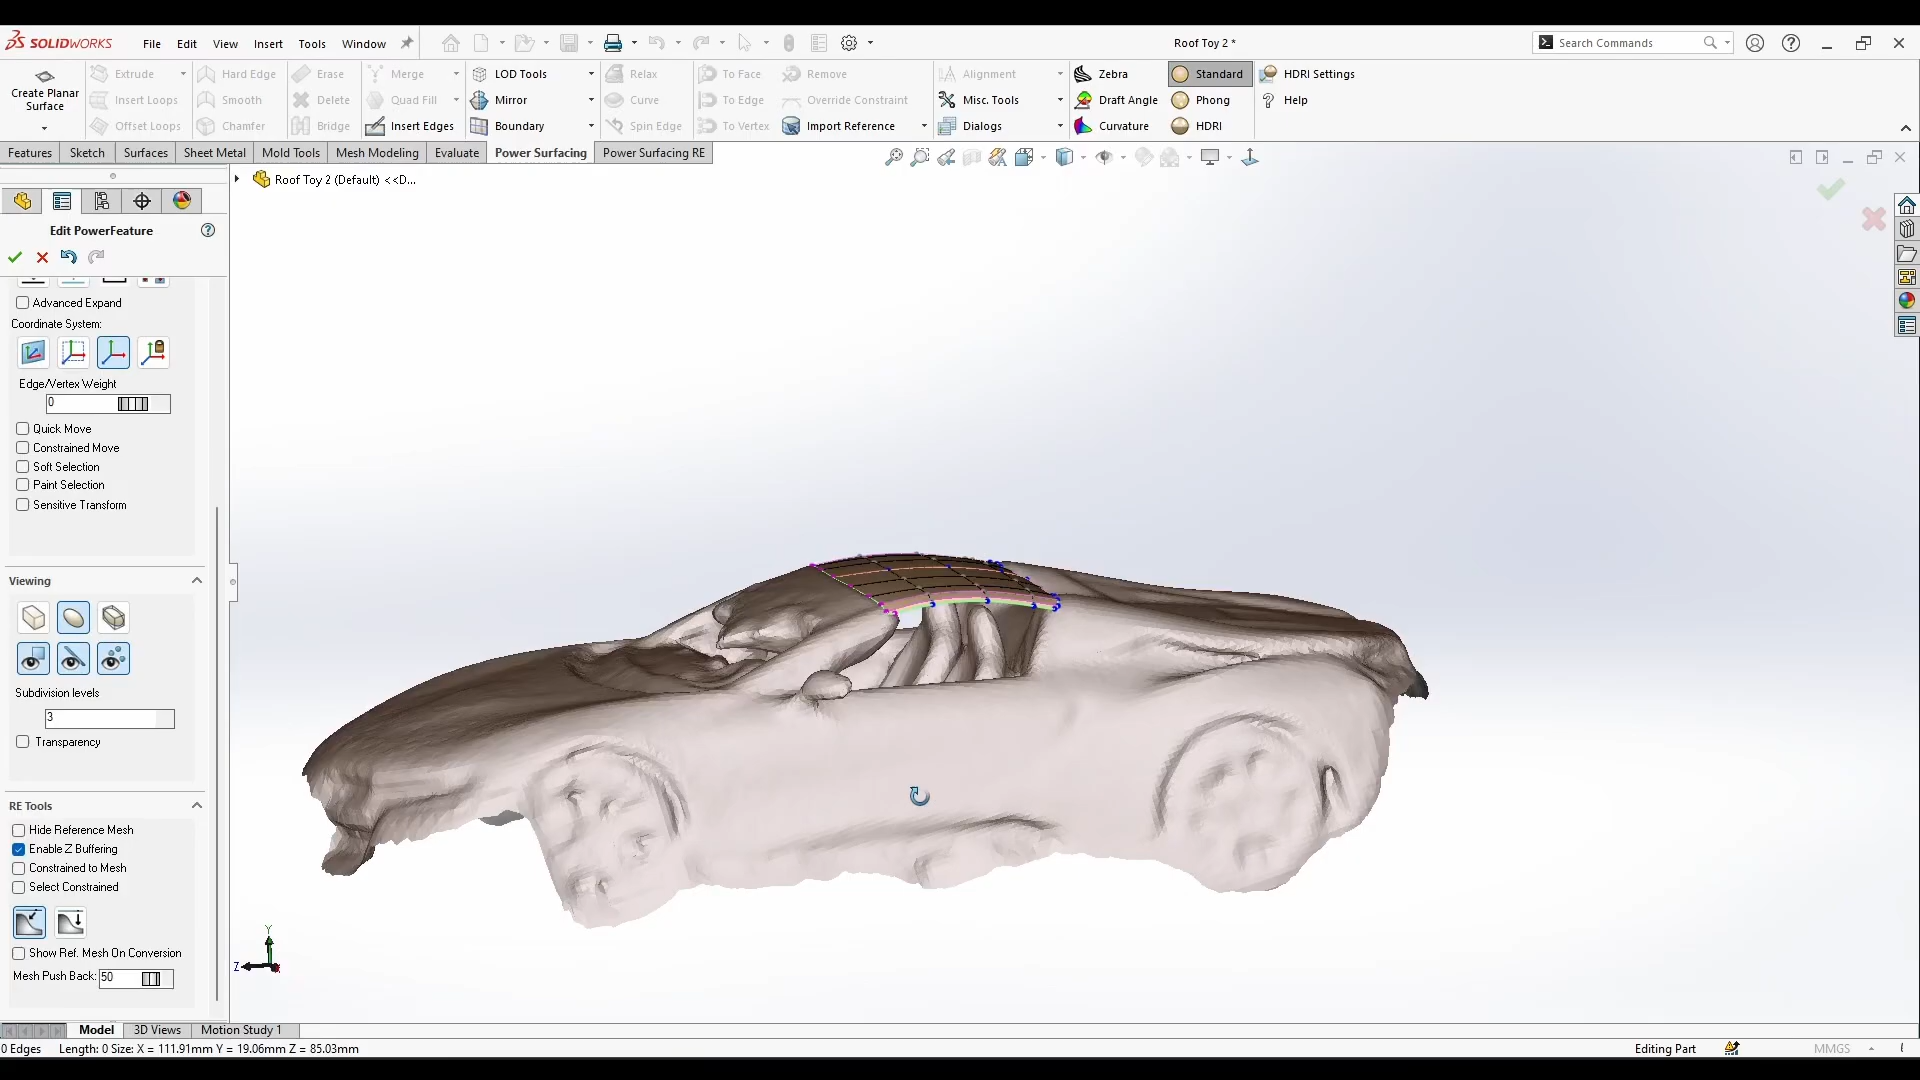 SOLIDWORKS File Edit View Insert Tools Window Roof Toy 2 * Search Commands
Extrude Hard Edge Erase Merge LOD Tools Relax To Face Remove Alignment Zebra Standard HDRI Settings
Create Planar Surface Insert Loops Smooth Delete Quad Fill Mirror Curve To Edge Override Constraint Misc. Tools Draft Angle Phong Help
Offset Loops Chamfer Bridge Insert Edges Boundary Spin Edge To Vertex Import Reference Dialogs Curvature HDRI
Features Sketch Surfaces Sheet Metal Mold Tools Mesh Modeling Evaluate Power Surfacing Power Surfacing RE
Roof Toy 2 (Default) <<D...
Edit PowerFeature
Advanced Expand
Coordinate System:
Edge/Vertex Weight
0
Quick Move
Constrained Move
Soft Selection
Paint Selection
Sensitive Transform
Viewing
Subdivision levels
3
Transparency
RE Tools
Hide Reference Mesh
Enable Z Buffering
Constrained to Mesh
Select Constrained
Show Ref. Mesh On Conversion
Mesh Push Back: 50
Y
Z
Model 3D Views Motion Study 1
0 Edges Length: 0 Size: X = 111.91mm Y = 19.06mm Z = 85.03mm Editing Part MMGS